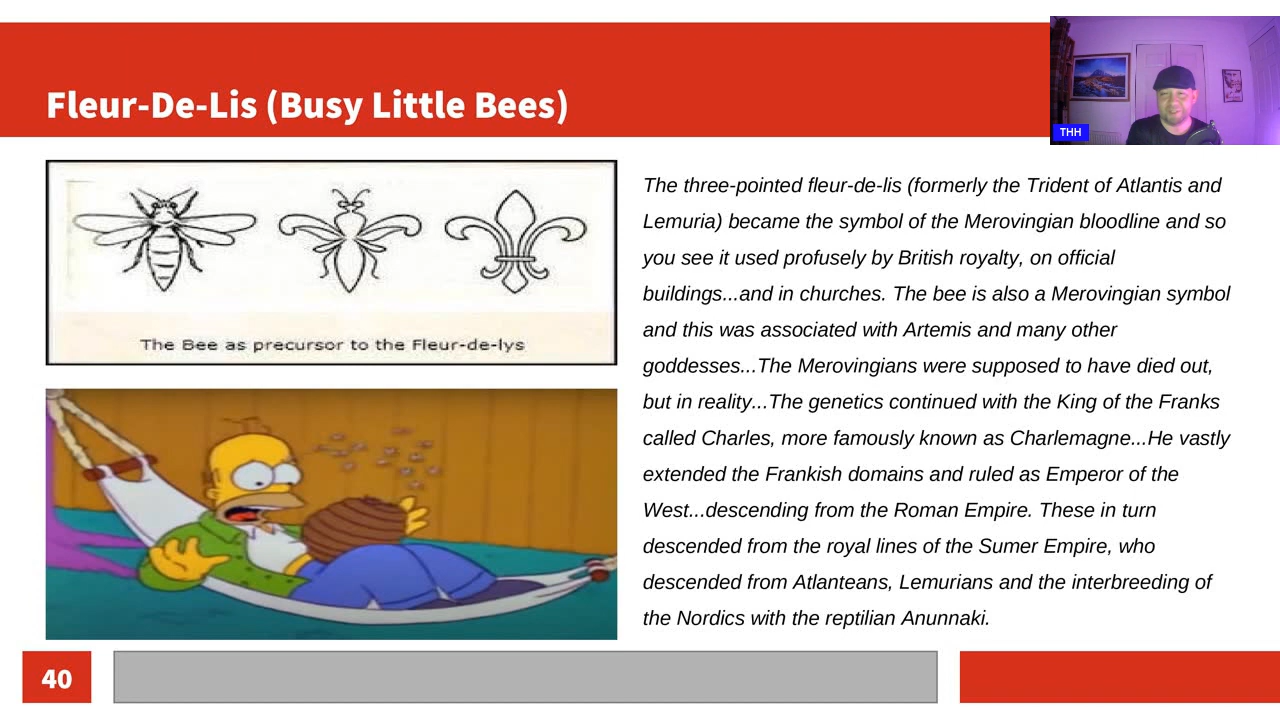 Fleur-De-Lis (Busy Little Bees)
THH
The Bee as precursor to the Fleur-de-lys
The three-pointed fleur-de-lis (formerly the Trident of Atlantis and
Lemuria) became the symbol of the Merovingian bloodline and so
you see it used profusely by British royalty, on official
buildings...and in churches. The bee is also a Merovingian symbol
and this was associated with Artemis and many other
goddesses...The Merovingians were supposed to have died out,
but in reality...The genetics continued with the King of the Franks
called Charles, more famously known as Charlemagne...He vastly
extended the Frankish domains and ruled as Emperor of the
West...descending from the Roman Empire. These in turn
descended from the royal lines of the Sumer Empire, who
descended from Atlanteans, Lemurians and the interbreeding of
the Nordics with the reptilian Anunnaki.
40